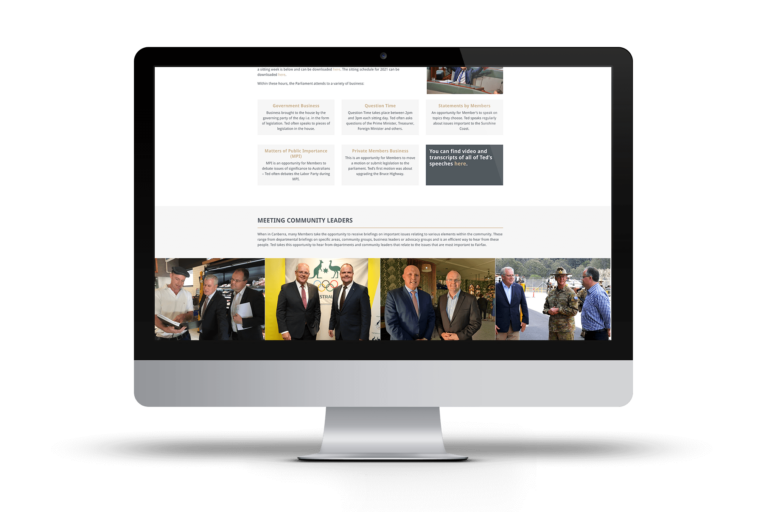 a sitting week is below and can be downloaded here. The sitting schedule for 2021 can be
downloaded here.
Within these hours, the Parliament attends to a variety of business:
Government Business
Business brought to the house by the
governing party of the day i.e. in the form
of legislation. Ted often speaks to pieces of
legislation in the house.
Question Time
Question Time takes place between 2pm
and 3pm each sitting day. Ted often asks
questions of the Prime Minister, Treasurer,
Foreign Minister and others.
Statements by Members
An opportunity for Member's to speak on
topics they choose. Ted speaks regularly
about issues important to the Sunshine
Coast.
Matters of Public Importance
(MPI)
MPI is an opportunity for Members to
debate issues of significance to Australians
- Ted often debates the Labor Party during
MPI.
Private Members Business
This is an opportunity for Members to move
a motion or submit legislation to the
parliament. Ted's first motion was about
upgrading the Bruce Highway.
You can find video and
transcripts of all of Ted's
speeches here.
MEETING COMMUNITY LEADERS
When in Canberra, many Members take the opportunity to receive briefings on important issues relating to various elements within the community. These
range from departmental briefings on specific areas, community groups, business leaders or advocacy groups and is an efficient way to hear from these
people. Ted takes the opportunity to hear from departments and community leaders that relate to the issues that are most important to Fairfax.